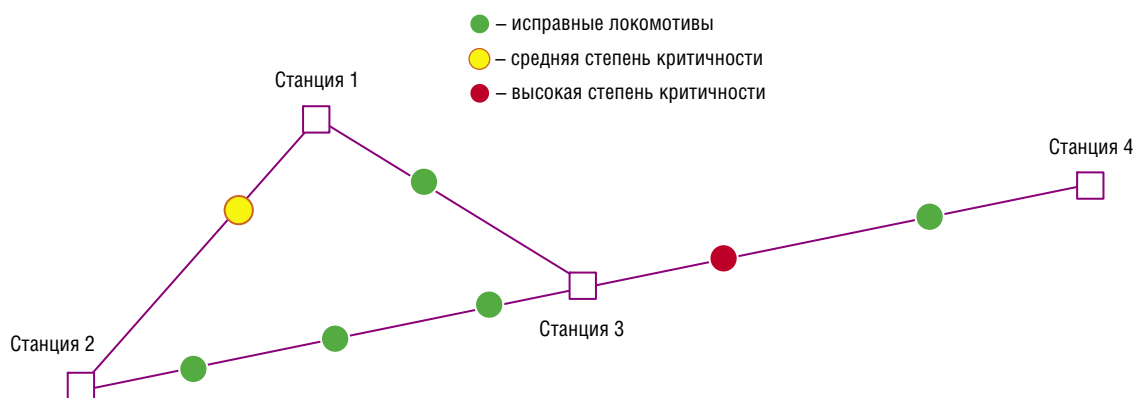 – исправные локомотивы
– средняя степень критичности
– высокая степень критичности
Станция 1
Станция 4
Станция 3
Станция 2